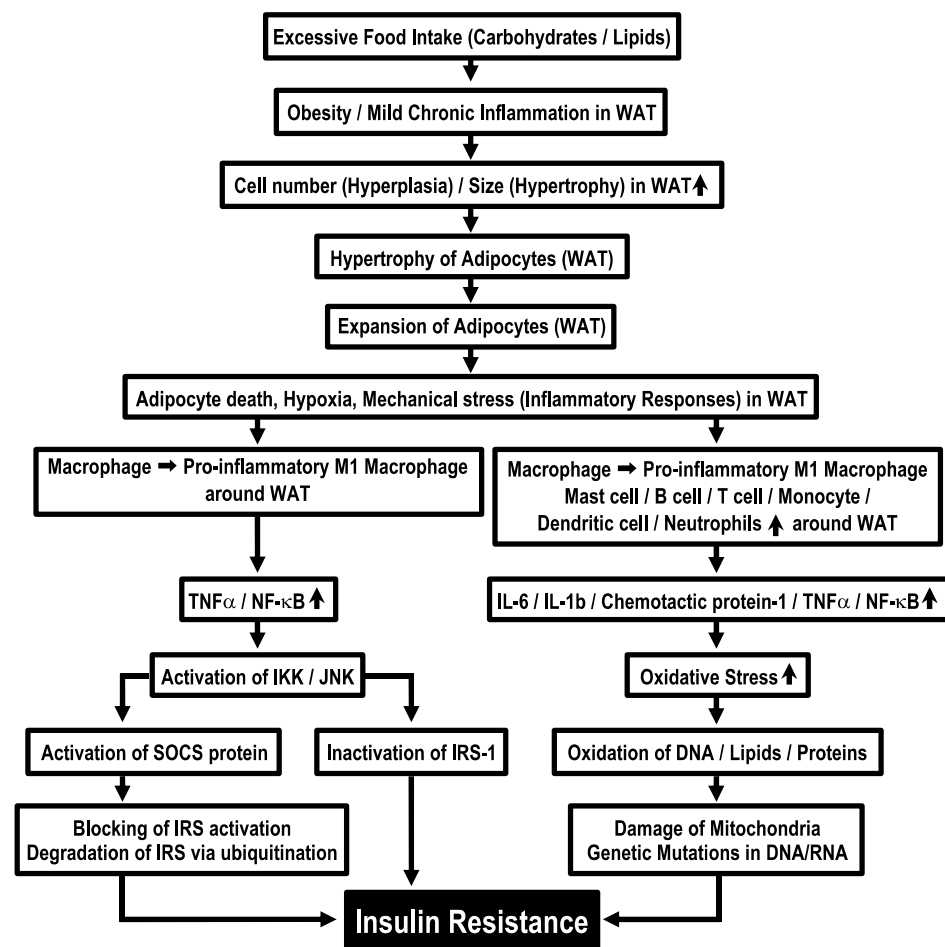 Excessive Food Intake (Carbohydrates / Lipids)
Obesity / Mild Chronic Inflammation in WAT
Cell number (Hyperplasia) / Size (Hypertrophy) in WAT
Hypertrophy of Adipocytes (WAT)
Expansion of Adipocytes (WAT)
Adipocyte death, Hypoxia, Mechanical stress (Inflammatory Responses) in WAT
Macrophage ➡ Pro-inflammatory M1 Macrophage
around WAT
Macrophage ➡ Pro-inflammatory M1 Macrophage
Mast cell / B cell / T cell / Monocyte /
Dendritic cell / Neutrophils ⬆ around WAT
TNFα / NF-κB ⬆
IL-6 / IL-1b / Chemotactic protein-1 / TNFα / NF-κB ⬆
Activation of IKK / JNK
Oxidative Stress ⬆
Activation of SOCS protein
Inactivation of IRS-1
Oxidation of DNA / Lipids / Proteins
Blocking of IRS activation
Degradation of IRS via ubiquitination
Damage of Mitochondria
Genetic Mutations in DNA/RNA
Insulin Resistance